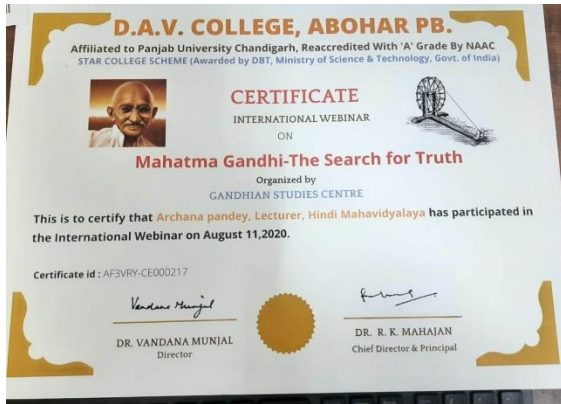 D.A.V. COLLEGE, ABOHAR PB.
Affiliated to Panjab University Chandigarh, Reaccredited With 'A' Grade By NAAC
STAR COLLEGE SCHEME (Awarded by DBT, Ministry of Science & Technology, Govt. of India)
CERTIFICATE
INTERNATIONAL WEBINAR
ON
Mahatma Gandhi-The Search for Truth
Organized by
GANDHIAN STUDIES CENTRE
This is to certify that Archana pandey, Lecturer, Hindi Mahavidyalaya has participated in
the International Webinar on August 11,2020.
Certificate id : AF3VRY-CE000217
Vandana Munjal
DR. VANDANA MUNJAL
Director
DR. R. K. MAHAJAN
Chief Director & Principal